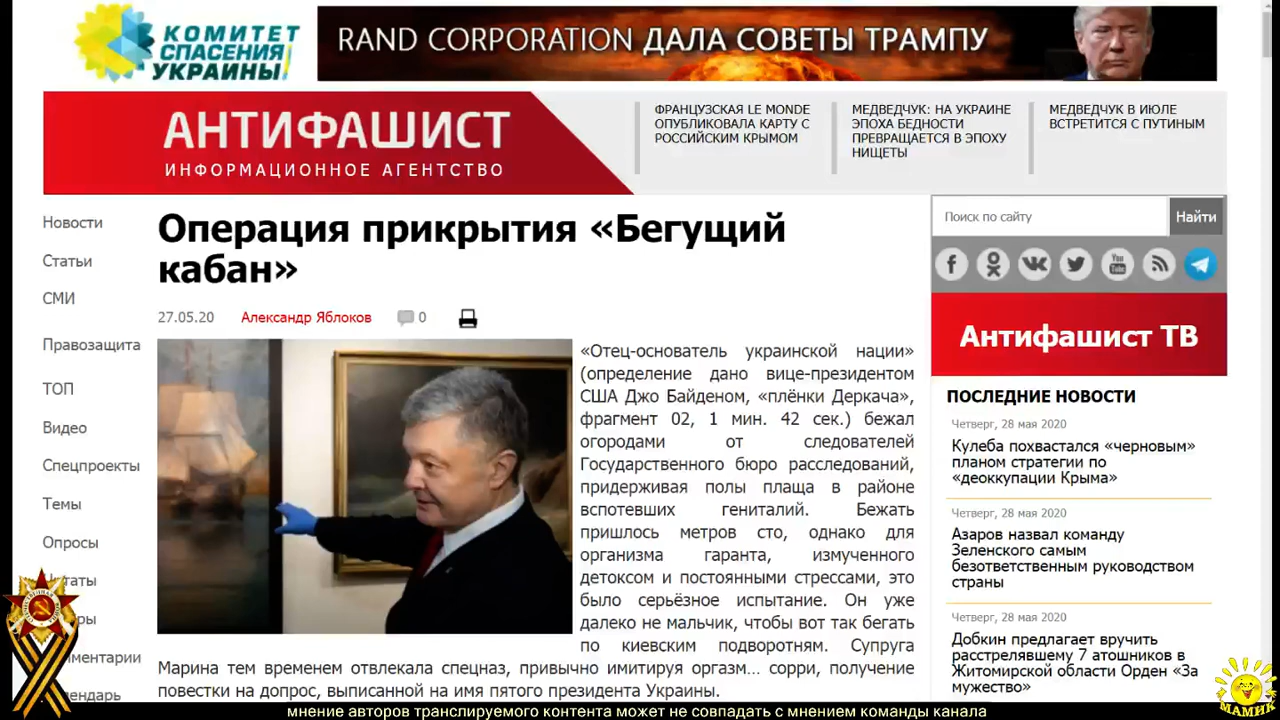 КОМИТЕТ
СПАСЕНИЯ
УКРАИНЫ
RAND CORPORATION ДАЛА СОВЕТЫ ТРАМПУ
АНТИФАШИСТ
ИНФОРМАЦИОННОЕ АГЕНТСТВО
ФРАНЦУЗСКАЯ LE MONDE
ОПУБЛИКОВАЛА КАРТУ С
РОССИЙСКИМ КРЫМОМ
МЕДВЕДЧУК: НА УКРАИНЕ
ЭПОХА БЕДНОСТИ
ПРЕВРАЩАЕТСЯ В ЭПОХУ
НИЩЕТЫ
МЕДВЕДЧУК В ИЮЛЕ
ВСТРЕТИТСЯ С ПУТИНЫМ
Новости
Статьи
СМИ
Правозащита
ТОП
Видео
Спецпроекты
Темы
Опросы
Операция прикрытия «Бегущий
кабан»
27.05.20 Александр Яблоков 0
«Отец-основатель украинской нации»
(определение дано вице-президентом
США Джо Байденом, «плёнки Деркача»,
фрагмент 02, 1 мин. 42 сек.) бежал
огородами от следователей
Государственного бюро расследований,
придерживая полы плаща в районе
вспотевших гениталий. Бежать
пришлось метров сто, однако для
организма гаранта, измученного
детоксом и постоянными стрессами, это
было серьёзное испытание. Он уже
далеко не мальчик, чтобы вот так бегать
по киевским подворотням. Супруга
Марина тем временем отвлекала спецназ, привычно имитируя оргазм... сорри, получение
повестки на допрос, выписанной на имя пятого президента Украины.
Поиск по сайту
Найти
You
Tube
Антифашист ТВ
ПОСЛЕДНИЕ НОВОСТИ
Четверг, 28 мая 2020
Кулеба похвастался «черновым»
планом стратегии по
«деоккупации Крыма»
Четверг, 28 мая 2020
Азаров назвал команду
Зеленского самым
безответственным руководством
страны
Четверг, 28 мая 2020
Добкин предлагает вручить
расстрелявшему 7 атошников в
Житомирской области Орден «За
мужество»
МАМИК
мнение авторов транслируемого контента может не совпадать с мнением команды канала